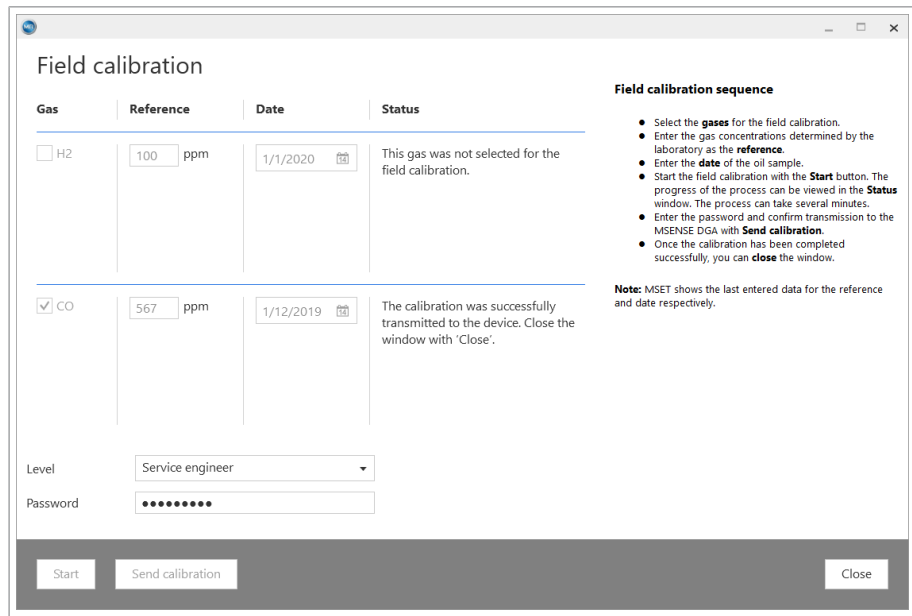 Field calibration
Gas
Reference
Date
Status
H2
100
ppm
1/1/2020
14
This gas was not selected for the
field calibration.
CO
567
ppm
1/12/2019
14
The calibration was successfully
transmitted to the device. Close the
window with 'Close'.
Level
Service engineer
Password
●●●●●●●●●
Start
Send calibration
Close
Field calibration sequence
● Select the gases for the field calibration.
● Enter the gas concentrations determined by the
laboratory as the reference.
● Enter the date of the oil sample.
● Start the field calibration with the Start button. The
progress of the process can be viewed in the Status
window. The process can take several minutes.
● Enter the password and confirm transmission to the
MSENSE DGA with Send calibration.
● Once the calibration has been completed
successfully, you can close the window.
Note: MSET shows the last entered data for the reference
and date respectively.